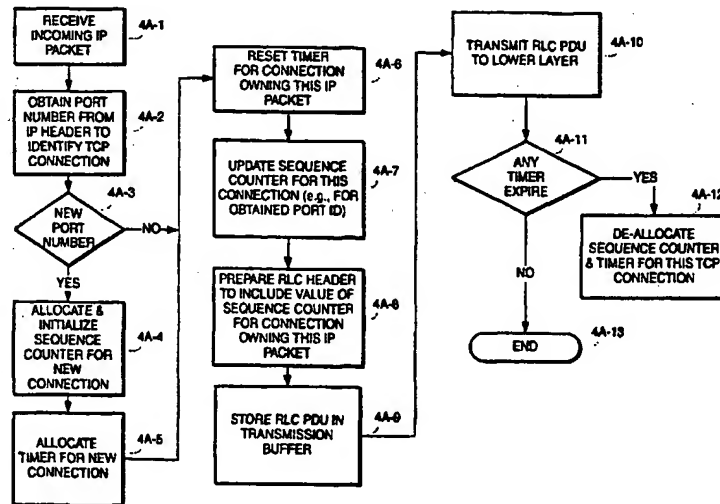 RECEIVE
INCOMING IP
PACKET
4A-1
OBTAIN PORT
NUMBER FROM
IP HEADER TO
IDENTIFY TCP
CONNECTION
4A-2
4A-3
NEW
PORT
NUMBER
NO
YES
ALLOCATE &
INITIALIZE
SEQUENCE
COUNTER FOR
NEW
CONNECTION
4A-4
ALLOCATE
TIMER FOR NEW
CONNECTION
4A-5
RESET TIMER
FOR CONNECTION
OWNING THIS IP
PACKET
4A-6
UPDATE SEQUENCE
COUNTER FOR THIS
CONNECTION (e.g., FOR
OBTAINED PORT ID)
4A-7
PREPARE RLC HEADER
TO INCLUDE VALUE OF
SEQUENCE COUNTER
FOR CONNECTION
OWNING THIS IP
PACKET
4A-8
STORE RLC PDU IN
TRANSMISSION
BUFFER
4A-9
TRANSMIT RLC PDU
TO LOWER LAYER
4A-10
4A-11
ANY
TIMER
EXPIRE
YES
NO
4A-12
DE-ALLOCATE
SEQUENCE COUNTER
& TIMER FOR THIS TCP
CONNECTION
END
4A-13